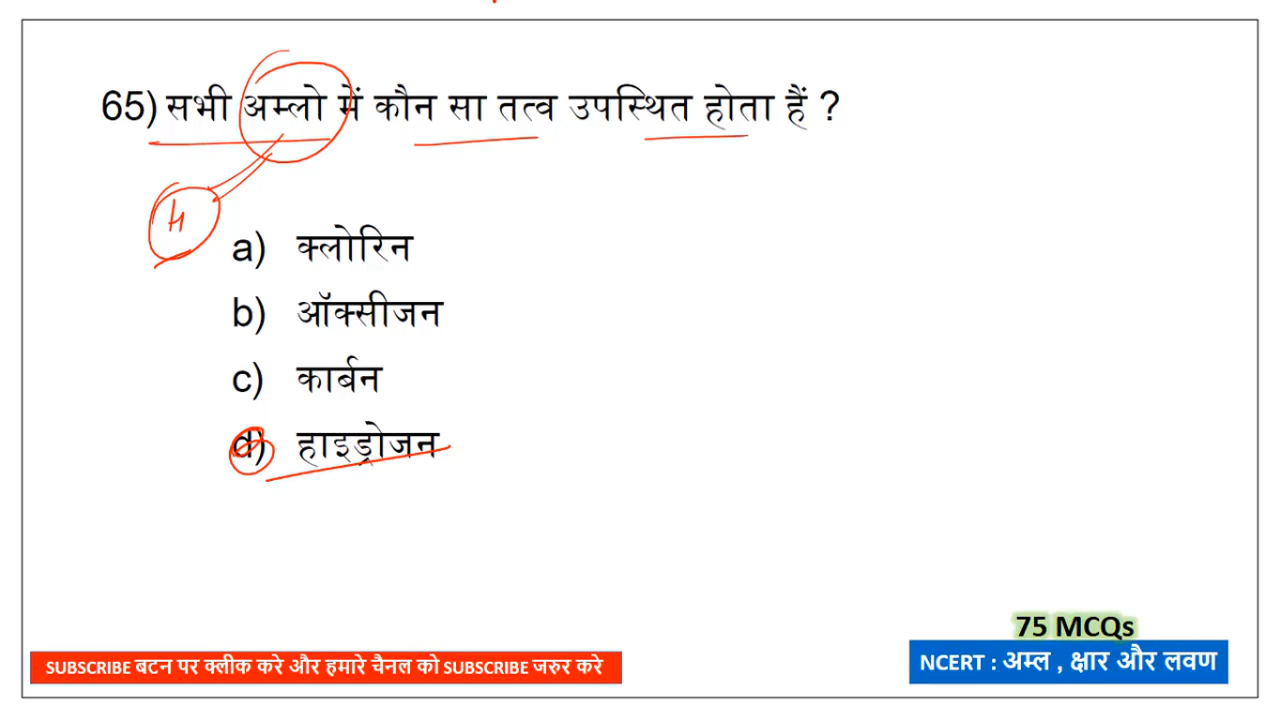 65) सभी अम्लो में कौन सा तत्व उपस्थित होता हैं ?
H
a) क्लोरिन
b) ऑक्सीजन
c) कार्बन
d) हाइड्रोजन
75 MCQs
SUBSCRIBE बटन पर क्लीक करे और हमारे चैनल को SUBSCRIBE जरुर करे
NCERT : अम्ल , क्षार और लवण